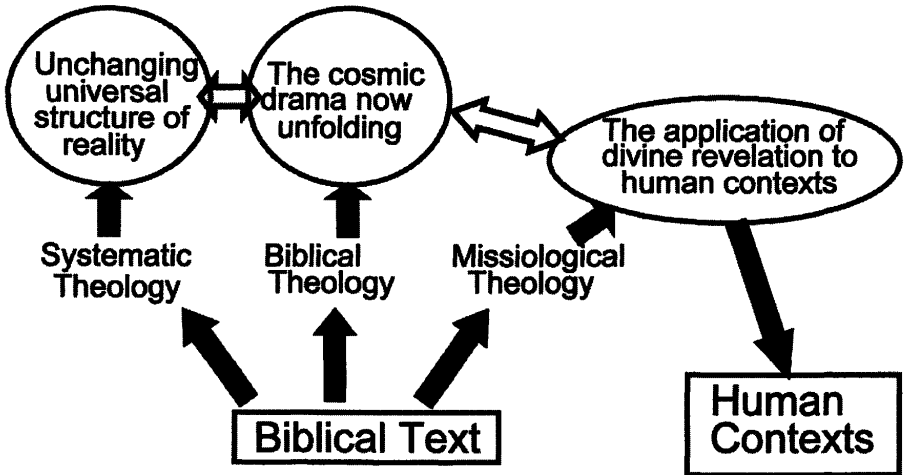 Unchanging
universal
structure of
reality
The cosmic
drama now
unfolding
The application of
divine revelation to
human contexts
Systematic
Theology
Biblical
Theology
Missiological
Theology
Biblical Text
Human
Contexts